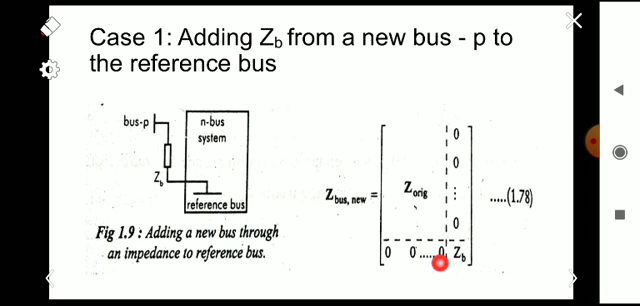 Case 1: Adding Zb from a new bus - p to
the reference bus
bus-p
n-bus
system
Zb
reference bus
Fig 1.9 : Adding a new bus through
an impedance to reference bus.
Zbus, new =
Zorig
0
0
⋮
0
0 0.....0 Zb
.....(1.78)